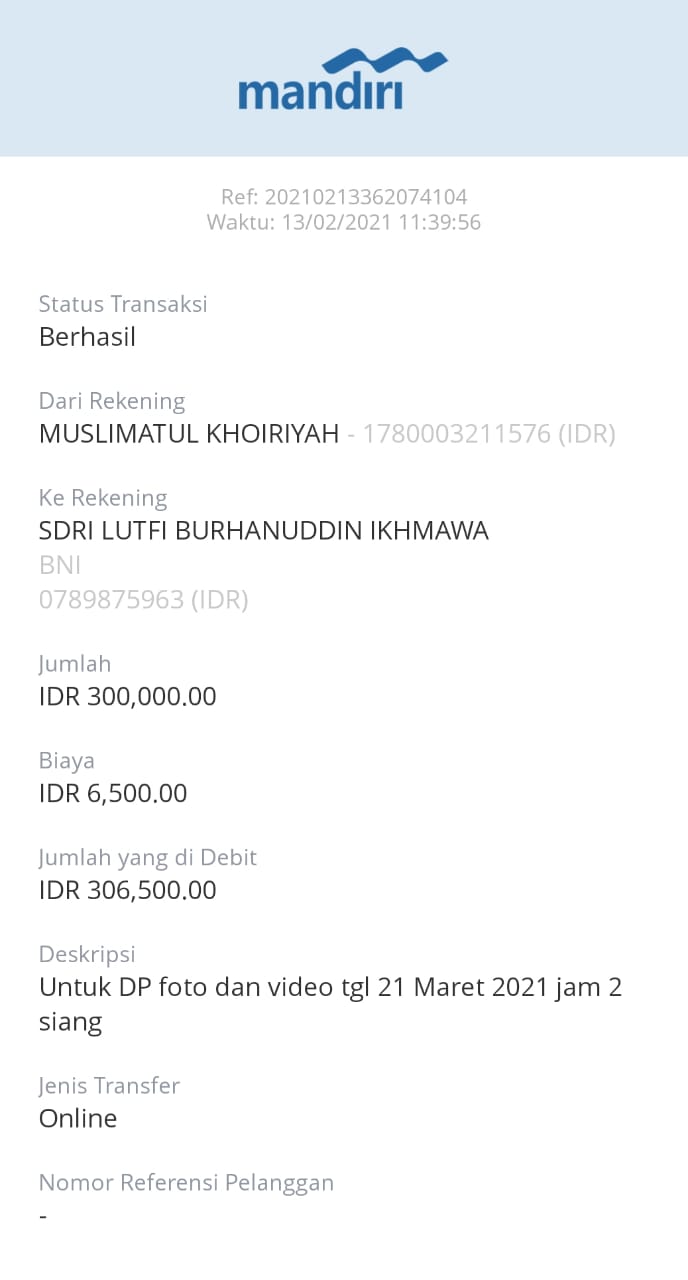 mandiri
Ref: 20210213362074104
Waktu: 13/02/2021 11:39:56
Status Transaksi
Berhasil
Dari Rekening
MUSLIMATUL KHOIRIYAH - 1780003211576 (IDR)
Ke Rekening
SDRI LUTFI BURHANUDDIN IKHMAWA
BNI
0789875963 (IDR)
Jumlah
IDR 300,000.00
Biaya
IDR 6,500.00
Jumlah yang di Debit
IDR 306,500.00
Deskripsi
Untuk DP foto dan video tgl 21 Maret 2021 jam 2
siang
Jenis Transfer
Online
Nomor Referensi Pelanggan
-